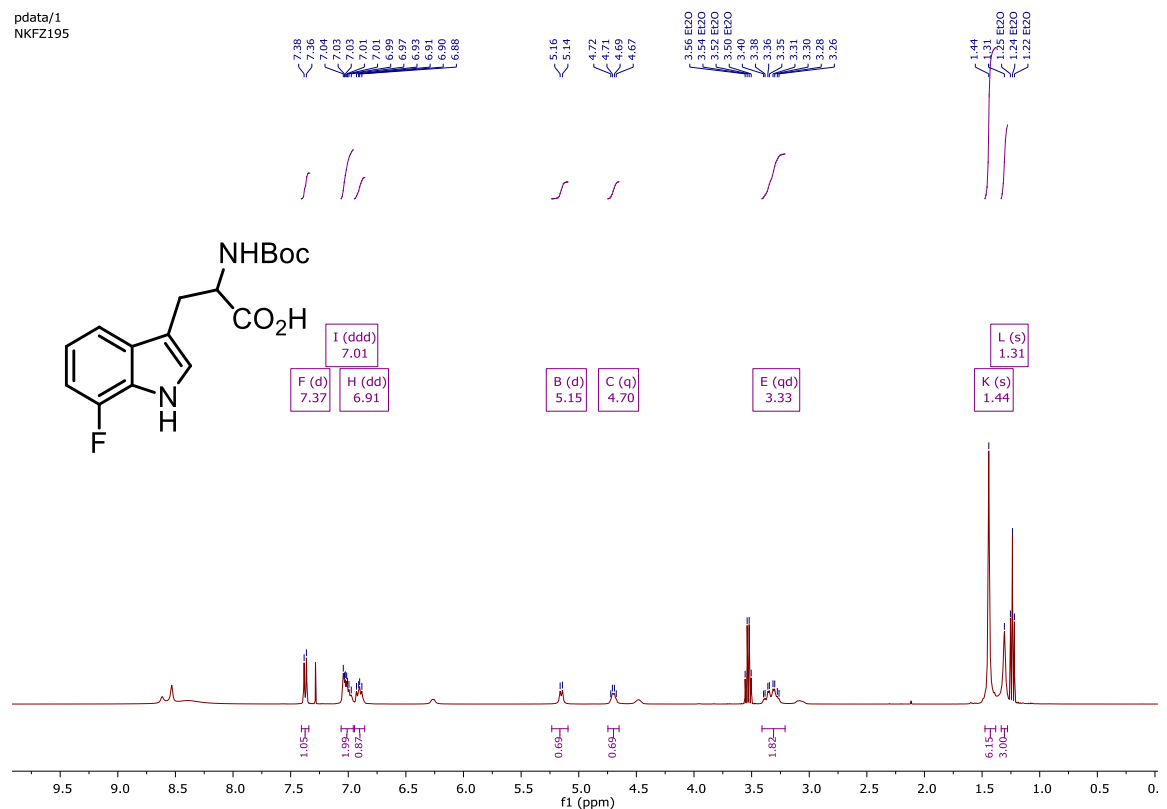 pdata/1
NKFZ195
7.38
7.36
7.04
7.03
7.03
7.01
7.01
6.99
6.97
6.93
6.91
6.90
6.88
5.16
5.14
4.72
4.71
4.69
4.67
3.56 Et2O
3.54 Et2O
3.52 Et2O
3.50 Et2O
3.40
3.38
3.36
3.35
3.31
3.30
3.28
3.26
1.44
1.31
1.25 Et2O
1.24 Et2O
1.22 Et2O
NHBoc
CO2H
N
H
F
I (ddd)
7.01
L (s)
1.31
F (d)
7.37
H (dd)
6.91
B (d)
5.15
C (q)
4.70
E (qd)
3.33
K (s)
1.44
1.05
1.99
0.87
0.69
0.69
1.82
6.15
3.00
9.5 9.0 8.5 8.0 7.5 7.0 6.5 6.0 5.5 5.0 4.5 4.0 3.5 3.0 2.5 2.0 1.5 1.0 0.5 0.
f1 (ppm)